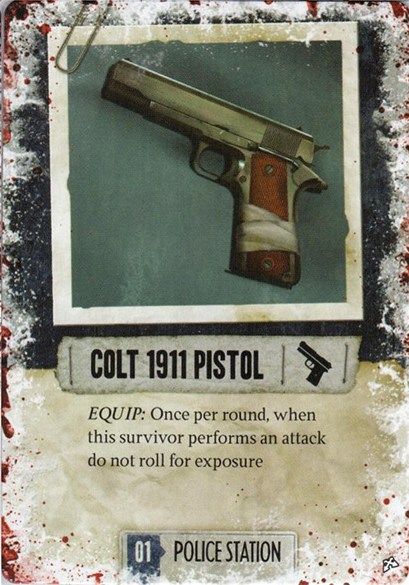 COLT 1911 PISTOL
EQUIP: Once per round, when
this survivor performs an attack
do not roll for exposure
01 POLICE STATION